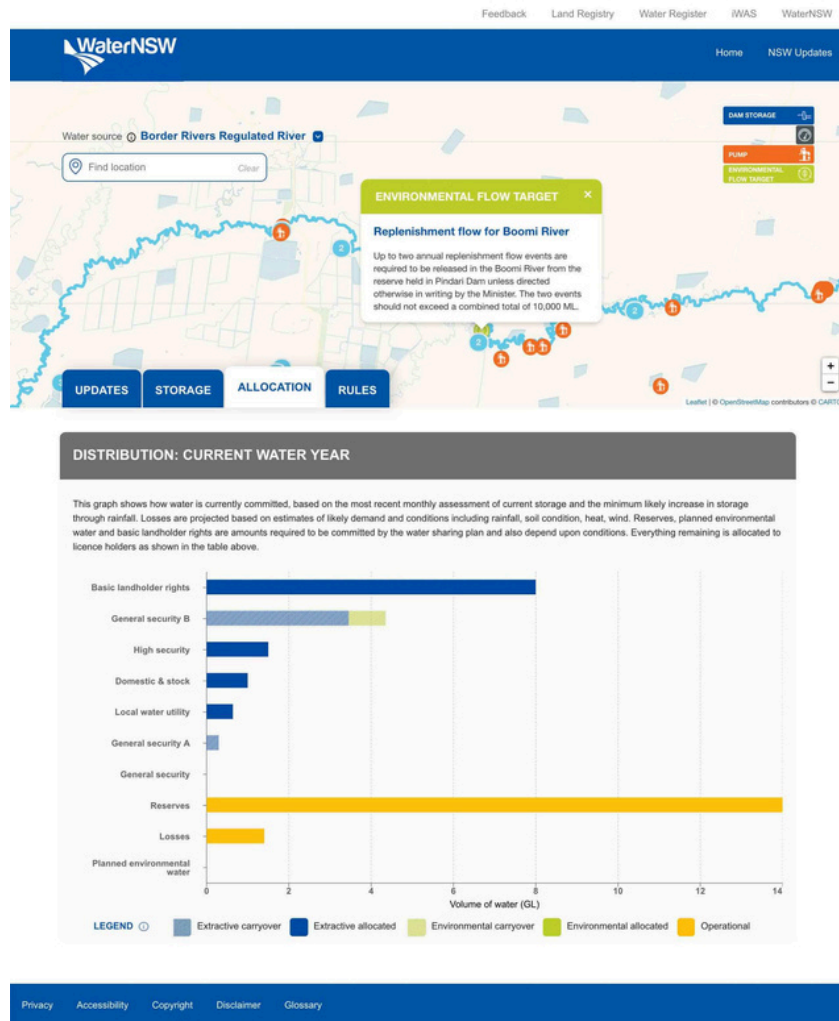 Feedback Land Registry Water Register iWAS WaterNSW
WaterNSW
Home NSW Updates
Water source Border Rivers Regulated River
Find location Clear
DAM STORAGE
PUMP
ENVIRONMENTAL
FLOW TARGET
ENVIRONMENTAL FLOW TARGET ×
Replenishment flow for Boomi River
Up to two annual replenishment flow events are
required to be released in the Boomi River from the
reserve held in Pindari Dam unless directed
otherwise in writing by the Minister. The two events
should not exceed a combined total of 10,000 ML.
2
2
2
+
−
UPDATES STORAGE ALLOCATION RULES
Leaflet | © OpenStreetMap contributors © CARTO
DISTRIBUTION: CURRENT WATER YEAR
This graph shows how water is currently committed, based on the most recent monthly assessment of current storage and the minimum likely increase in storage
through rainfall. Losses are projected based on estimates of likely demand and conditions including rainfall, soil condition, heat, wind. Reserves, planned environmental
water and basic landholder rights are amounts required to be committed by the water sharing plan and also depend upon conditions. Everything remaining is allocated to
licence holders as shown in the table above.
Basic landholder rights
General security B
High security
Domestic & stock
Local water utility
General security A
General security
Reserves
Losses
Planned environmental
water
0 2 4 6 8 10 12 14
Volume of water (GL)
LEGEND Extractive carryover Extractive allocated Environmental carryover Environmental allocated Operational
Privacy Accessibility Copyright Disclaimer Glossary